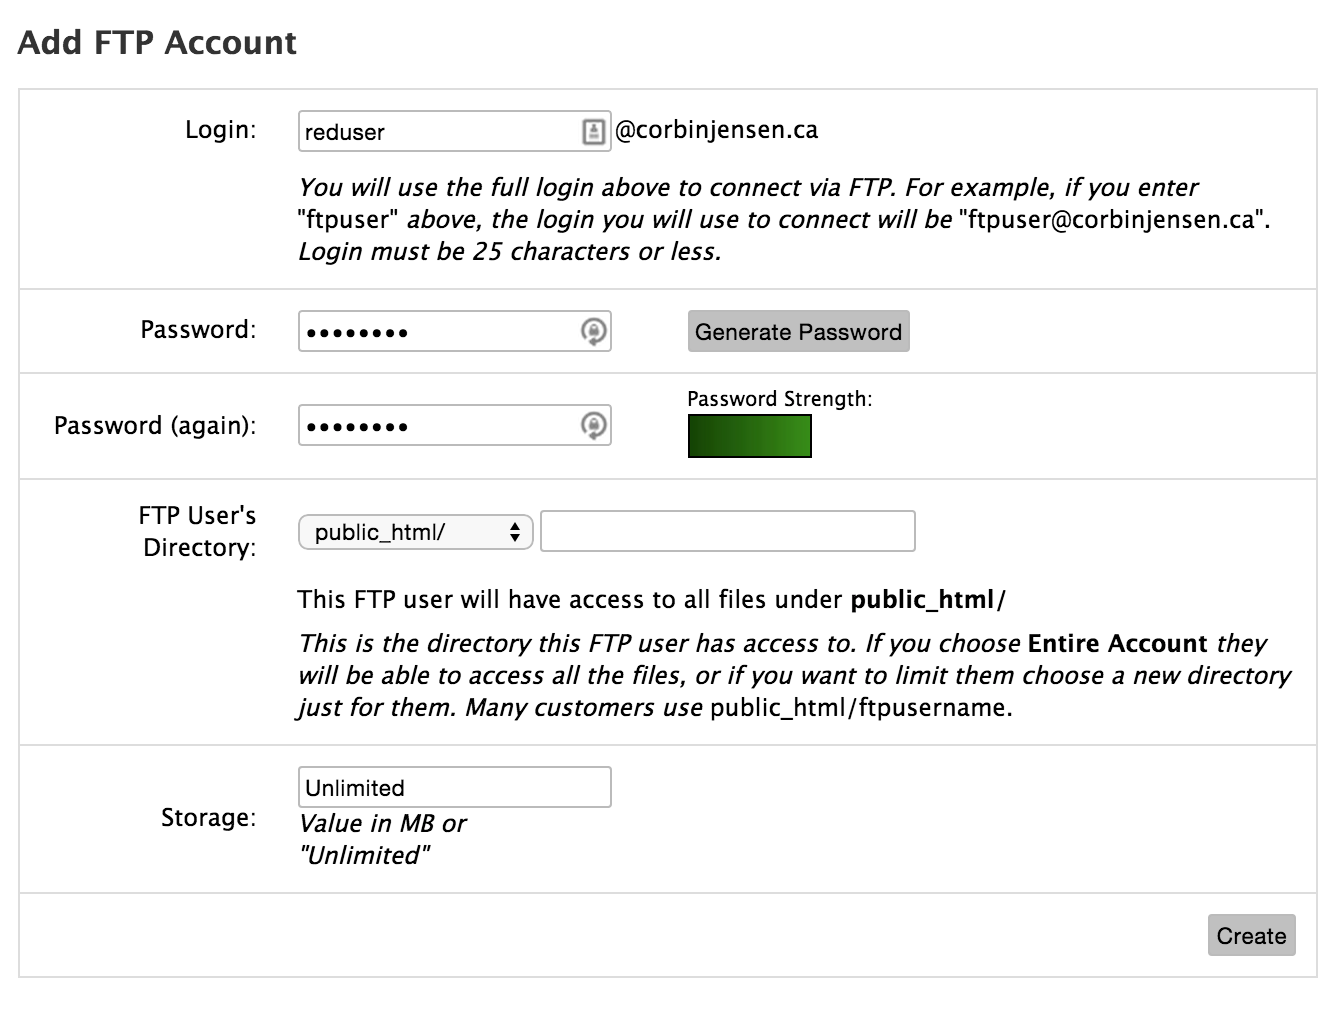 Add FTP Account
Login: reduser @corbinjensen.ca
You will use the full login above to connect via FTP. For example, if you enter
"ftpuser" above, the login you will use to connect will be "ftpuser@corbinjensen.ca".
Login must be 25 characters or less.
Password: •••••••• Generate Password
Password Strength:
Password (again): ••••••••
FTP User's
Directory:
public_html/
This FTP user will have access to all files under public_html/
This is the directory this FTP user has access to. If you choose Entire Account they
will be able to access all the files, or if you want to limit them choose a new directory
just for them. Many customers use public_html/ftpusername.
Unlimited
Storage:
Value in MB or
"Unlimited"
Create